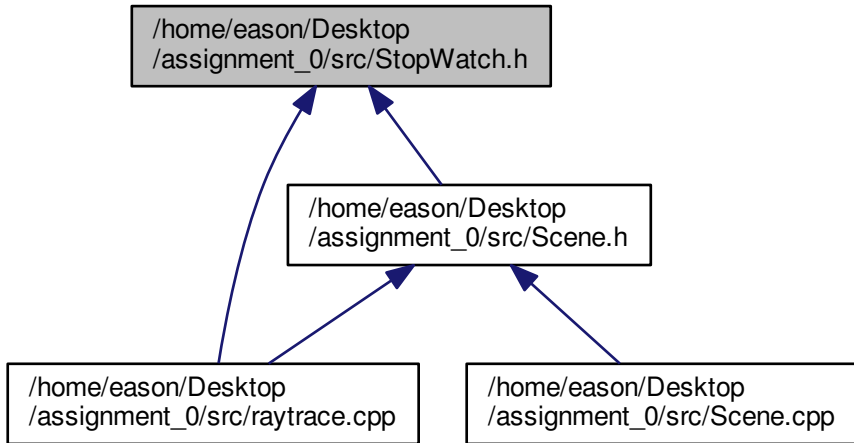 /home/eason/Desktop
/assignment_0/src/StopWatch.h
/home/eason/Desktop
/assignment_0/src/Scene.h
/home/eason/Desktop
/assignment_0/src/raytrace.cpp
/home/eason/Desktop
/assignment_0/src/Scene.cpp